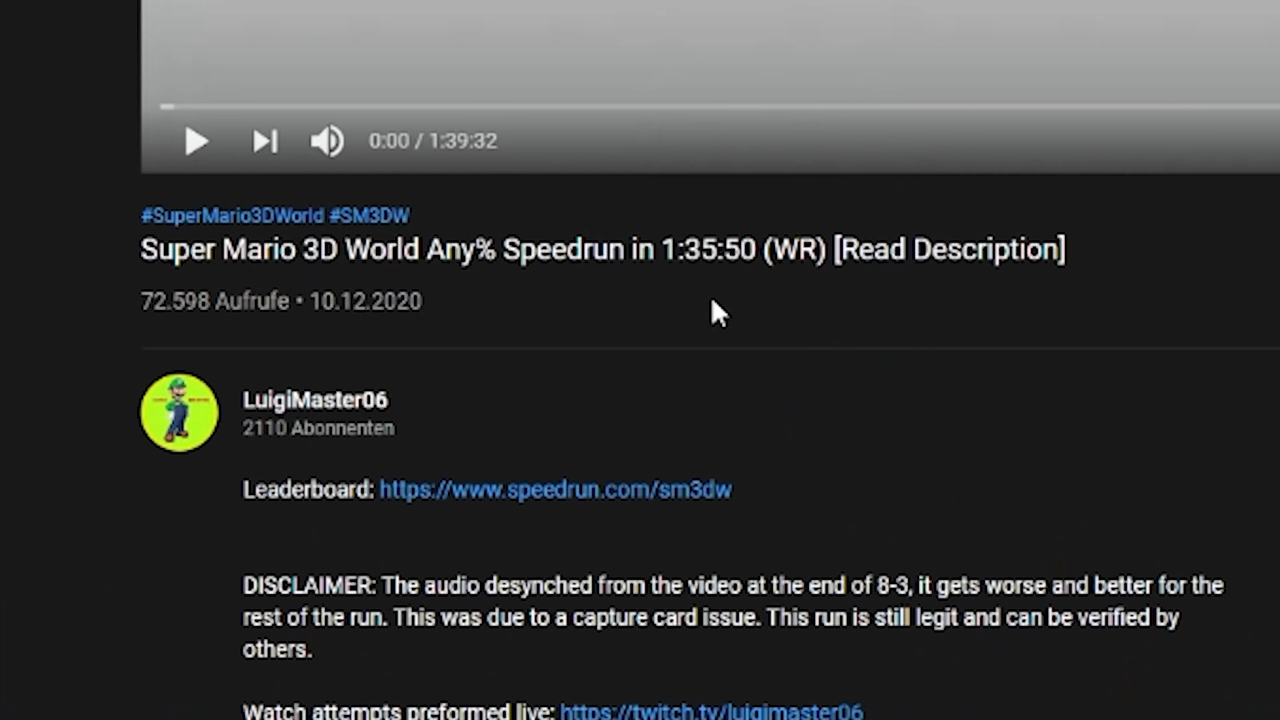 0:00 / 1:39:32
#SuperMario3DWorld #SM3DW
Super Mario 3D World Any% Speedrun in 1:35:50 (WR) [Read Description]
72.598 Aufrufe • 10.12.2020
LuigiMaster06
2110 Abonnenten
Leaderboard: https://www.speedrun.com/sm3dw
DISCLAIMER: The audio desynched from the video at the end of 8-3, it gets worse and better for the
rest of the run. This was due to a capture card issue. This run is still legit and can be verified by
others.
Watch attempts preformed live: https://twitch.tv/luigimaster06